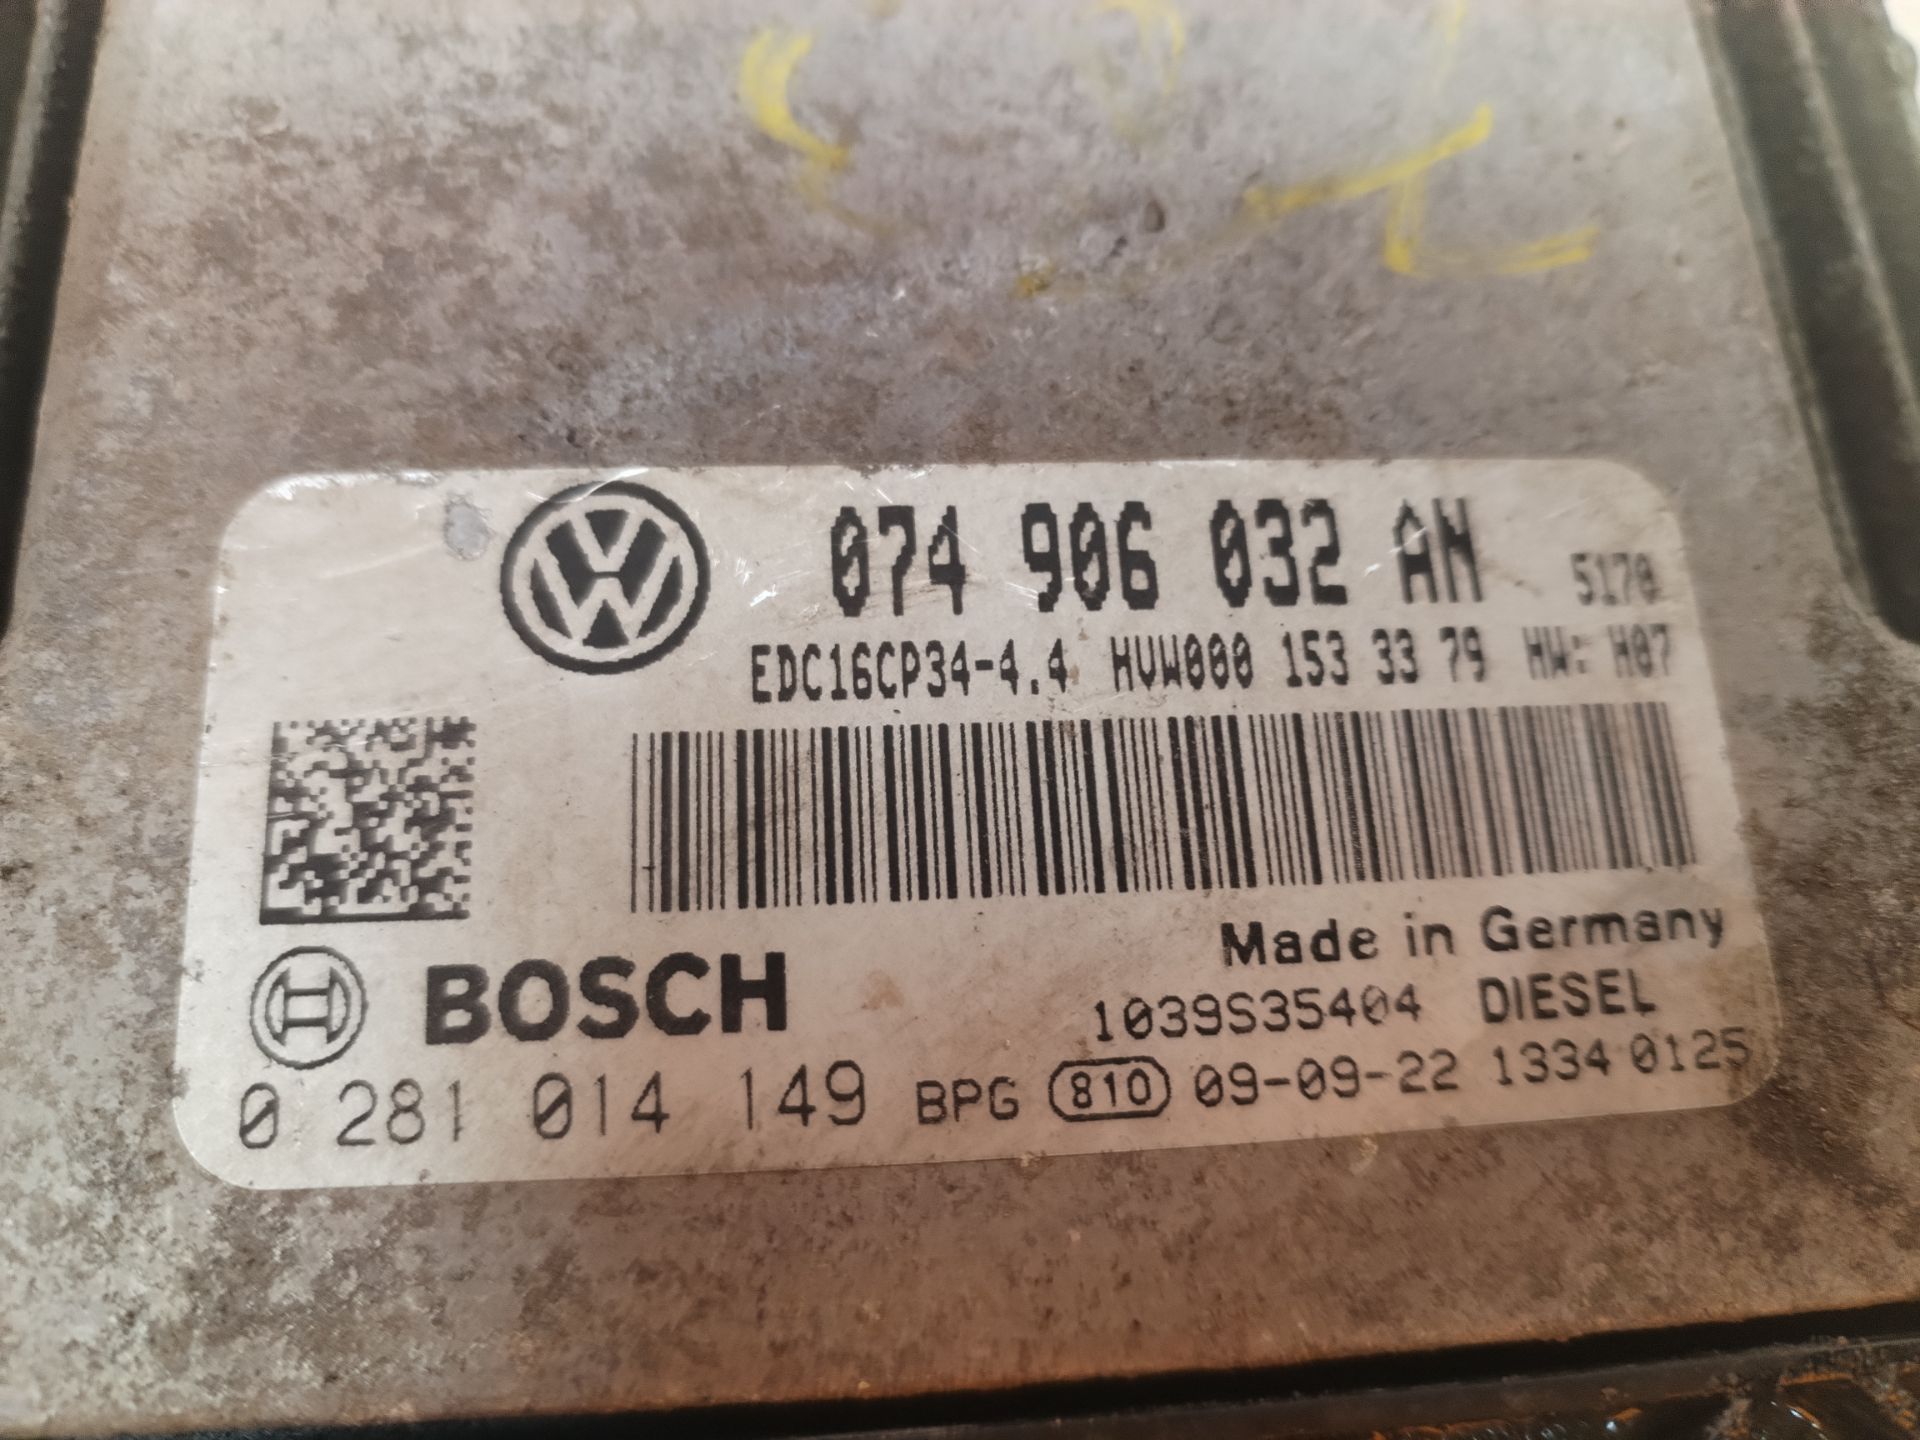 074 906 032 AN 5170
EDC16CP34-4.4 HVW000 153 33 79 HW: H07
Made in Germany
BOSCH
1039S35404 DIESEL
0 281 014 149 BPG 810 09-09-22 1334 0125